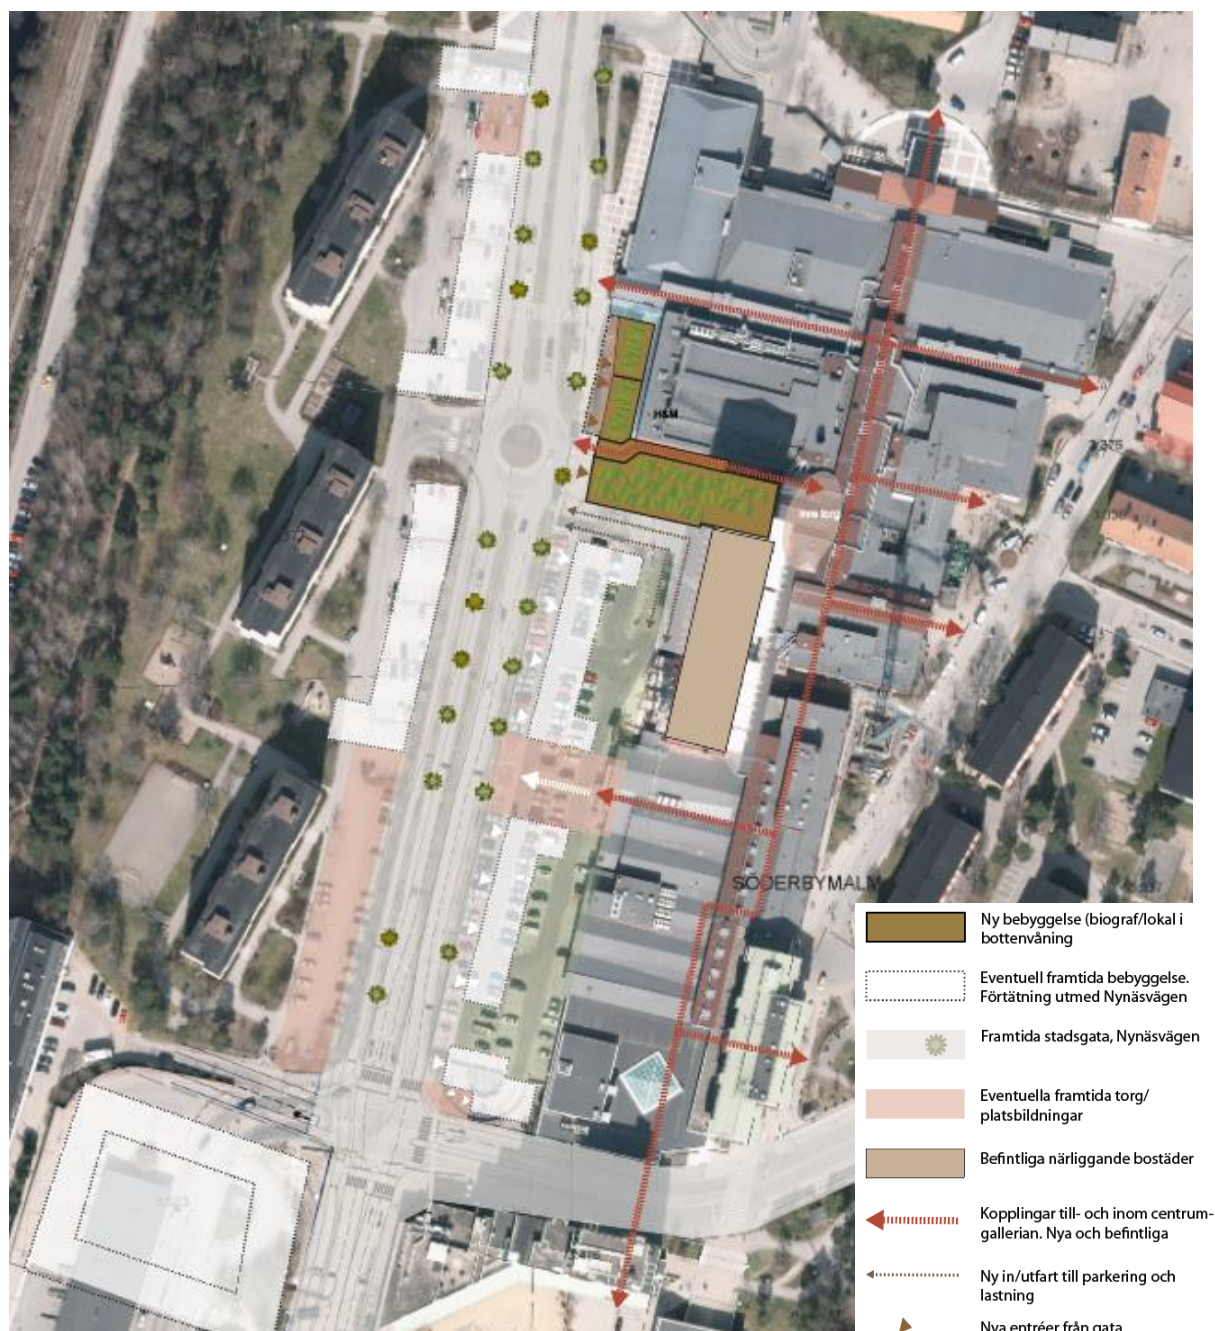 H&M
Inre torg
SÖDERBYMALM
Ny bebyggelse (biograf/lokal i
bottenvåning
Eventuell framtida bebyggelse.
Förtätning utmed Nynäsvägen
Framtida stadsgata, Nynäsvägen
Eventuella framtida torg/
platsbildningar
Befintliga närliggande bostäder
Kopplingar till- och inom centrum-
gallerian. Nya och befintliga
Ny in/utfart till parkering och
lastning
Nya entréer från gata